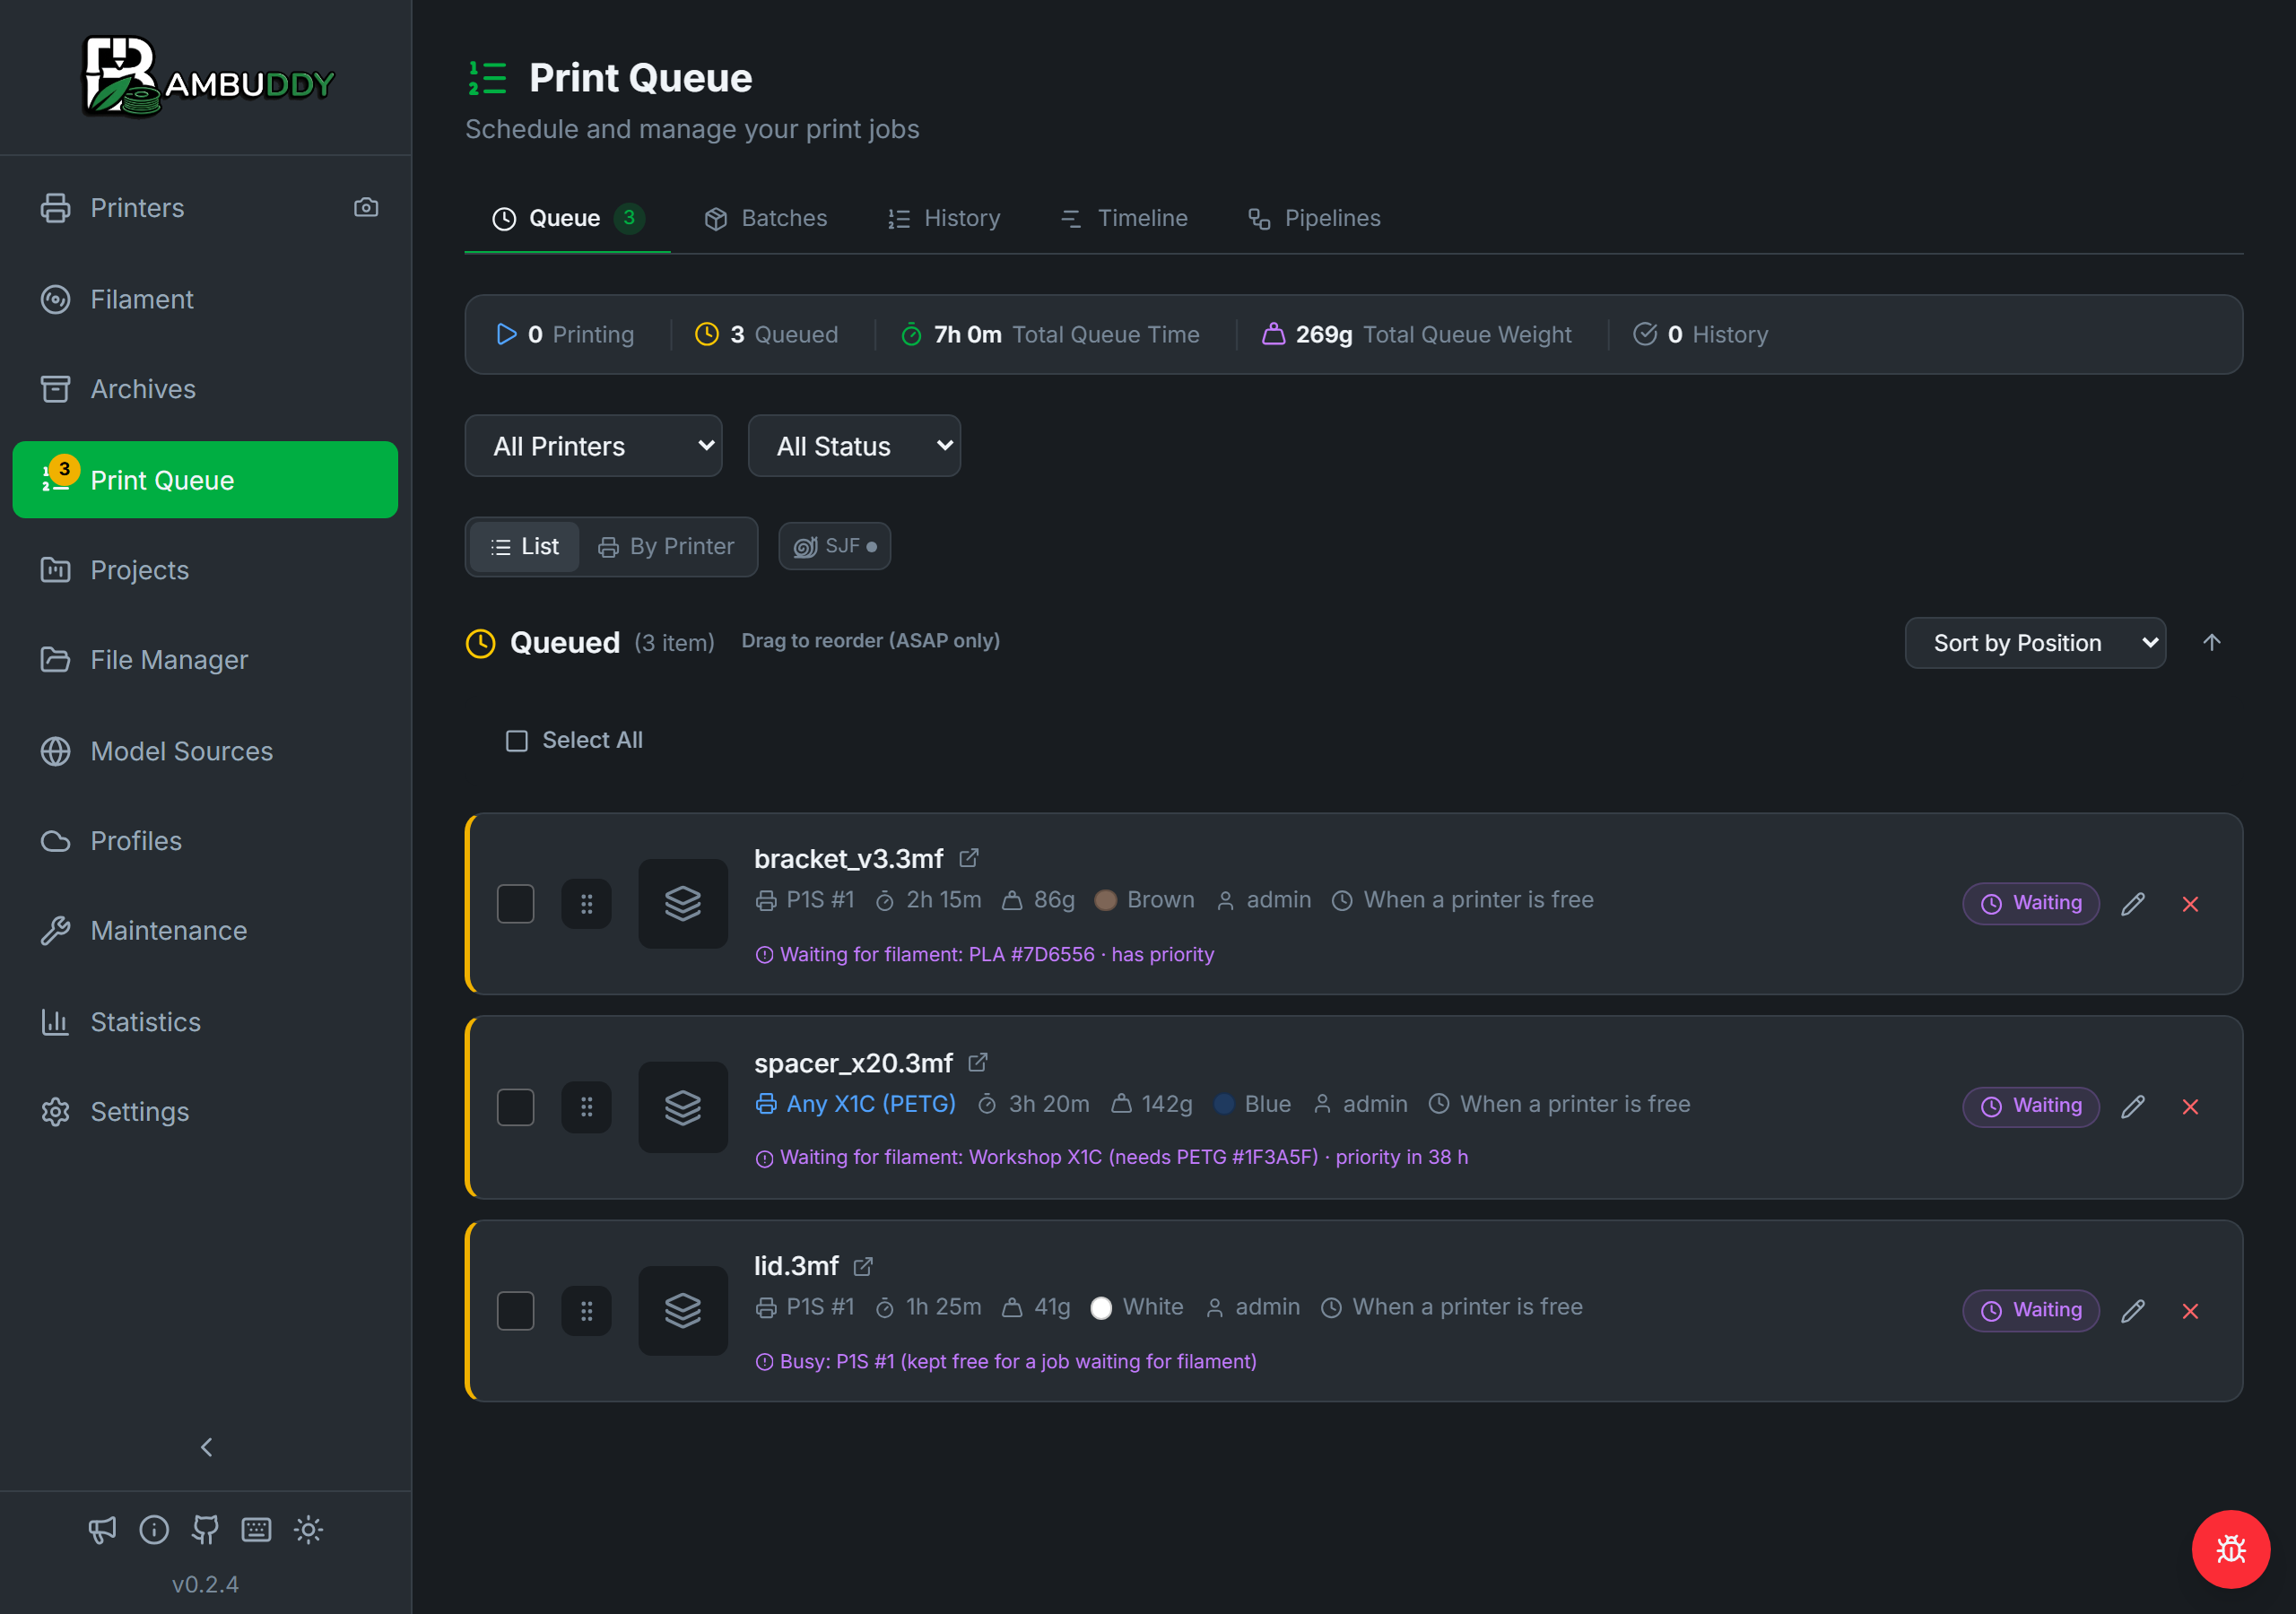 BAMBUDDY
Printers
Filament
Archives
3
Print Queue
Projects
File Manager
Model Sources
Profiles
Maintenance
Statistics
Settings
v0.2.4
Print Queue
Schedule and manage your print jobs
Queue 3 Batches History Timeline Pipelines
0 Printing 3 Queued 7h 0m Total Queue Time 269g Total Queue Weight 0 History
All Printers All Status
List By Printer SJF
Queued (3 item) Drag to reorder (ASAP only) Sort by Position
Select All
bracket_v3.3mf
P1S #1 2h 15m 86g Brown admin When a printer is free
Waiting
Waiting for filament: PLA #7D6556 · has priority
spacer_x20.3mf
Any X1C (PETG) 3h 20m 142g Blue admin When a printer is free
Waiting
Waiting for filament: Workshop X1C (needs PETG #1F3A5F) · priority in 38 h
lid.3mf
P1S #1 1h 25m 41g White admin When a printer is free
Waiting
Busy: P1S #1 (kept free for a job waiting for filament)